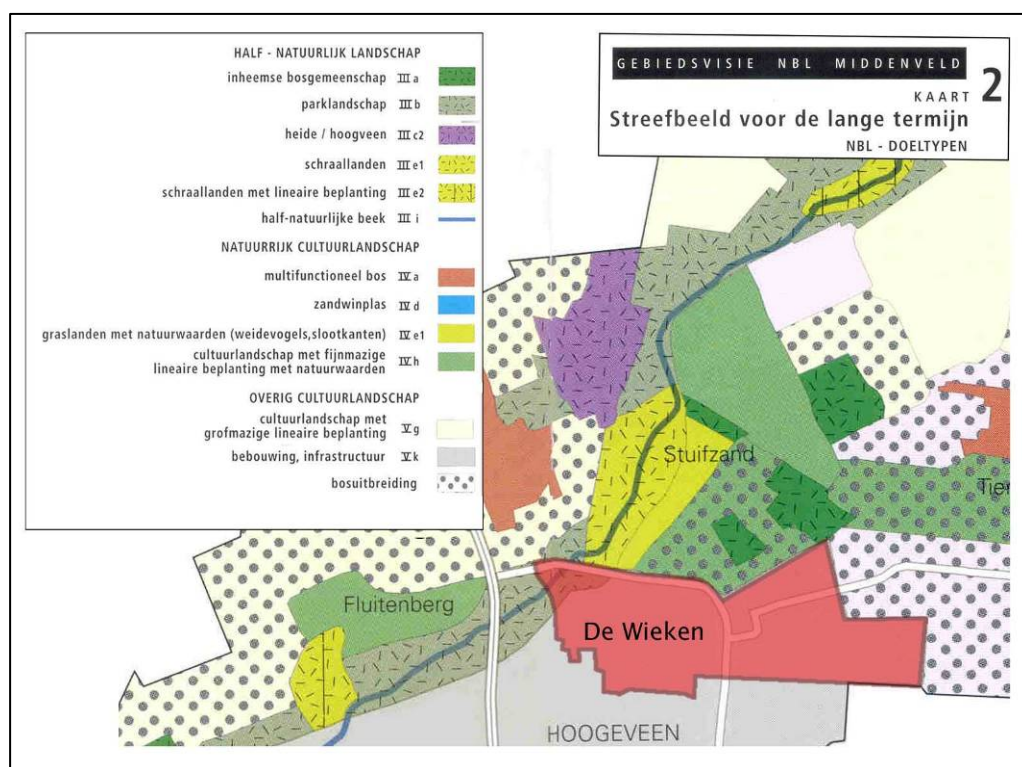 HALF - NATUURLIJK LANDSCHAP
inheemse bosgemeenschap III a
parklandschap III b
heide / hoogveen III c2
schraallanden III e1
schraallanden met lineaire beplanting III e2
half-natuurlijke beek III i
NATUURRIJK CULTUURLANDSCHAP
multifunctioneel bos IV a
zandwinplas IV d
graslanden met natuurwaarden (weidevogels,slootkanten) IV e1
cultuurlandschap met fijnmazige
lineaire beplanting met natuurwaarden IV h
OVERIG CULTUURLANDSCHAP
cultuurlandschap met
grofmazige lineaire beplanting V g
bebouwing, infrastructuur V k
bosuitbreiding
GEBIEDSVISIE NBL MIDDENVELD
KAART 2
Streefbeeld voor de lange termijn
NBL - DOELTYPEN
Stuifzand
Fluitenberg
De Wieken
HOOGEVEEN